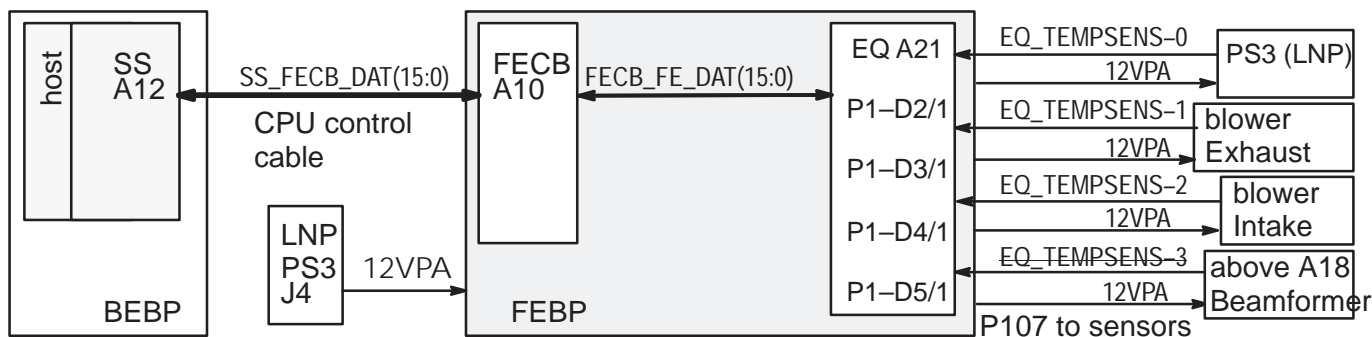 host
SS
A12
SS_FECB_DAT(15:0)
CPU control
cable
BEBP
LNP
PS3
J4
12VPA
FECB
A10
FECB_FE_DAT(15:0)
FEBP
EQ A21
P1–D2/1
P1–D3/1
P1–D4/1
P1–D5/1
EQ_TEMPSENS–0
12VPA
PS3 (LNP)
EQ_TEMPSENS–1
12VPA
blower
Exhaust
EQ_TEMPSENS–2
12VPA
blower
Intake
EQ_TEMPSENS–3
12VPA
above A18
Beamformer
P107 to sensors